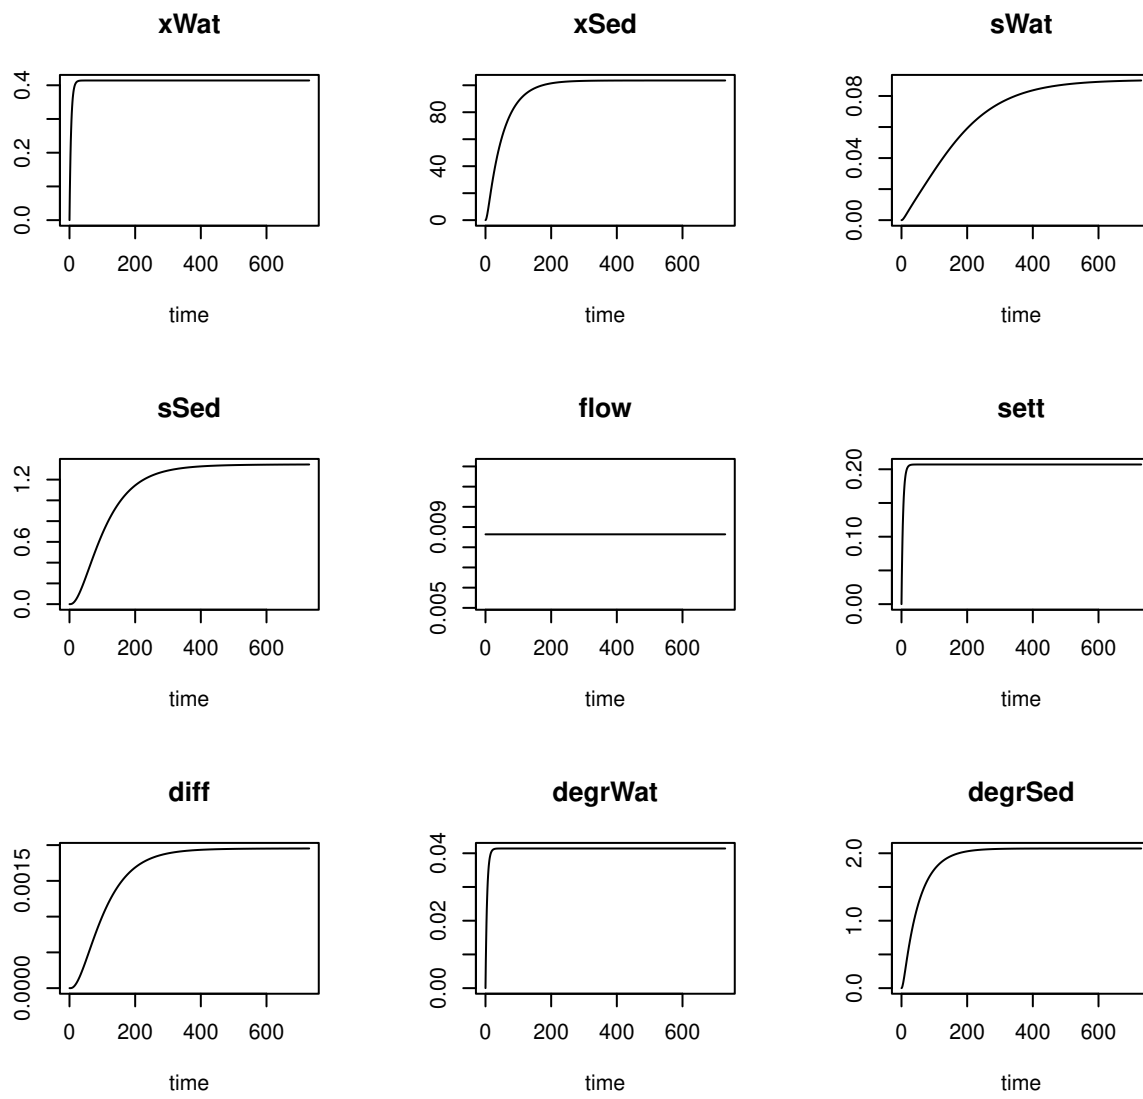 xWat
xSed
sWat
0.0 0.2 0.4
0 40 80
0.00 0.04 0.08
0 200 400 600
0 200 400 600
0 200 400 600
time
time
time
sSed
flow
sett
0.0 0.6 1.2
0.005 0.009
0.00 0.10 0.20
0 200 400 600
0 200 400 600
0 200 400 600
time
time
time
diff
degrWat
degrSed
0.0000 0.0015
0.00 0.02 0.04
0.0 1.0 2.0
0 200 400 600
0 200 400 600
0 200 400 600
time
time
time